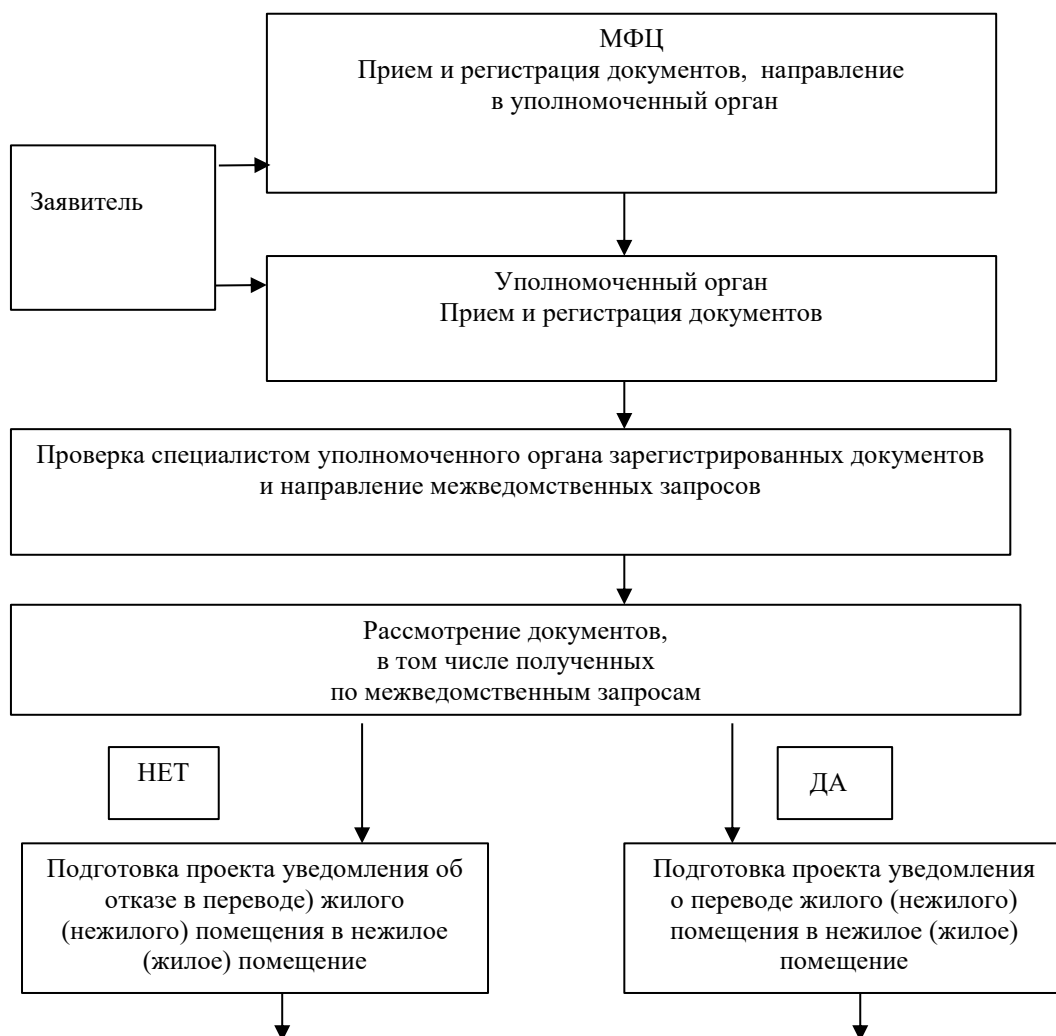 МФЦ
Прием и регистрация документов, направление
в уполномоченный орган
Заявитель
Уполномоченный орган
Прием и регистрация документов
Проверка специалистом уполномоченного органа зарегистрированных документов
и направление межведомственных запросов
Рассмотрение документов,
в том числе полученных
по межведомственным запросам
НЕТ
ДА
Подготовка проекта уведомления об
отказе в переводе) жилого
(нежилого) помещения в нежилое
(жилое) помещение
Подготовка проекта уведомления
о переводе жилого (нежилого)
помещения в нежилое (жилое)
помещение